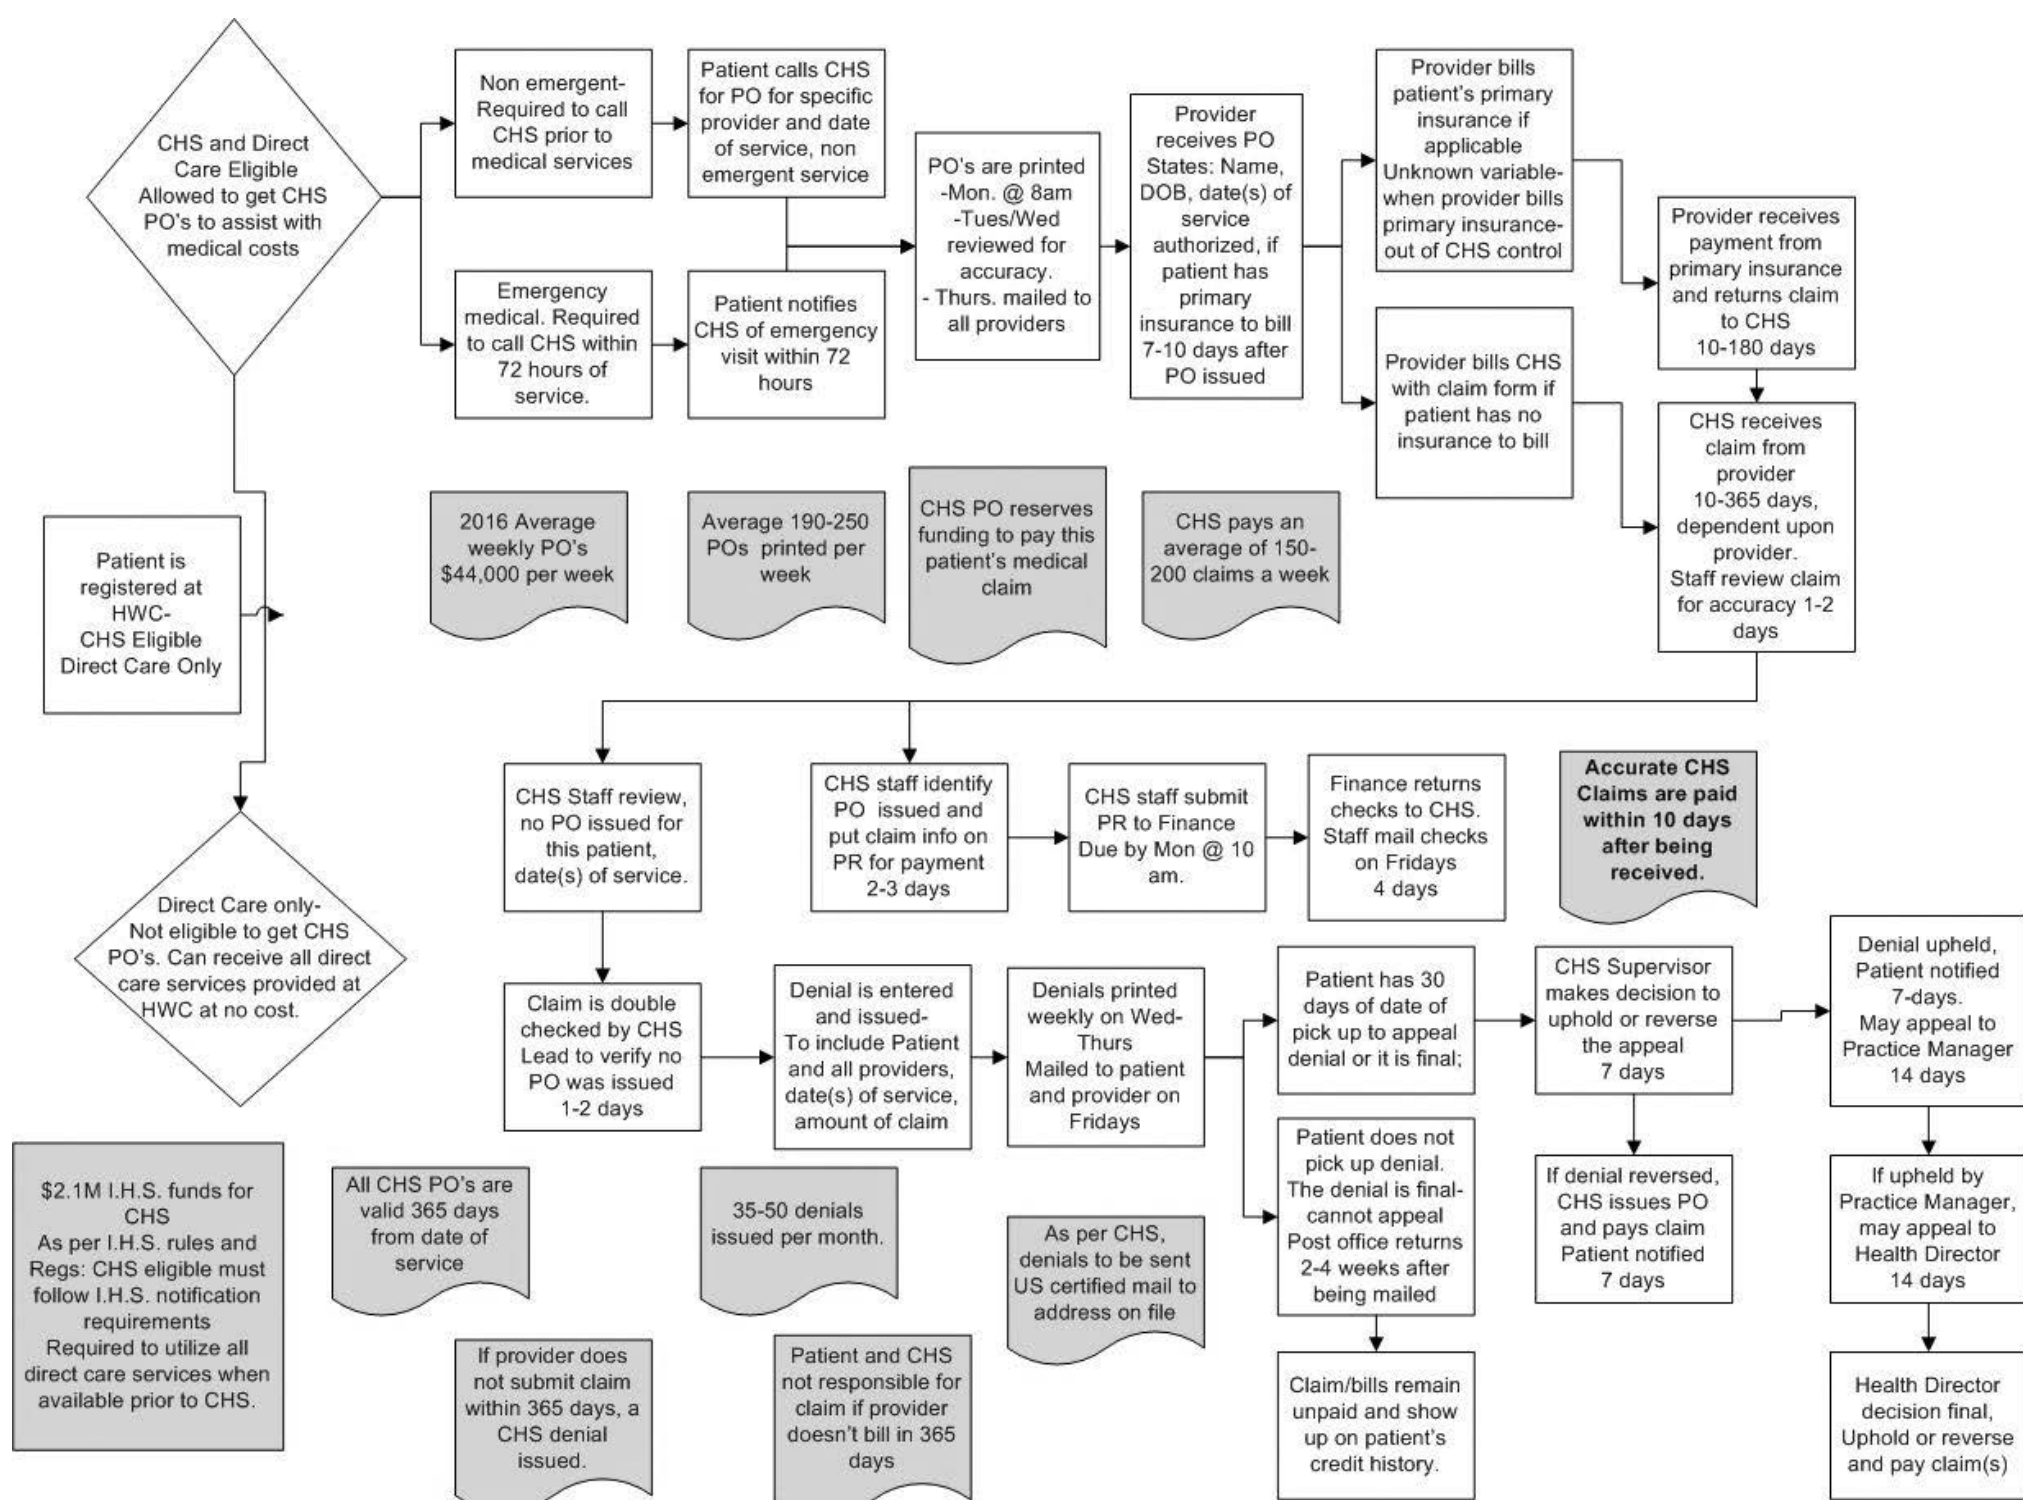 CHS and Direct
Care Eligible
Allowed to get CHS
PO's to assist with
medical costs
Non emergent-
Required to call
CHS prior to
medical services
Patient calls CHS
for PO for specific
provider and date
of service, non
emergent service
Emergency
medical. Required
to call CHS within
72 hours of
service.
Patient notifies
CHS of emergency
visit within 72
hours
PO's are printed
-Mon. @ 8am
-Tues/Wed
reviewed for
accuracy.
- Thurs. mailed to
all providers
Provider
receives PO
States: Name,
DOB, date(s) of
service
authorized, if
patient has
primary
insurance to bill
7-10 days after
PO issued
Provider bills
patient's primary
insurance if
applicable
Unknown variable-
when provider bills
primary insurance-
out of CHS control
Provider bills CHS
with claim form if
patient has no
insurance to bill
Provider receives
payment from
primary insurance
and returns claim
to CHS
10-180 days
CHS receives
claim from
provider
10-365 days,
dependent upon
provider.
Staff review claim
for accuracy 1-2
days
Patient is
registered at
HWC-
CHS Eligible
Direct Care Only
2016 Average
weekly PO's
$44,000 per week
Average 190-250
POs printed per
week
CHS PO reserves
funding to pay this
patient's medical
claim
CHS pays an
average of 150-
200 claims a week
CHS Staff review,
no PO issued for
this patient,
date(s) of service.
CHS staff identify
PO issued and
put claim info on
PR for payment
2-3 days
CHS staff submit
PR to Finance
Due by Mon @ 10
am.
Finance returns
checks to CHS.
Staff mail checks
on Fridays
4 days
Accurate CHS
Claims are paid
within 10 days
after being
received.
Direct Care only-
Not eligible to get CHS
PO's. Can receive all direct
care services provided at
HWC at no cost.
Claim is double
checked by CHS
Lead to verify no
PO was issued
1-2 days
Denial is entered
and issued-
To include Patient
and all providers,
date(s) of service,
amount of claim
Denials printed
weekly on Wed-
Thurs
Mailed to patient
and provider on
Fridays
Patient has 30
days of date of
pick up to appeal
denial or it is final;
CHS Supervisor
makes decision to
uphold or reverse
the appeal
7 days
Denial upheld,
Patient notified
7-days.
May appeal to
Practice Manager
14 days
Patient does not
pick up denial.
The denial is final-
cannot appeal
Post office returns
2-4 weeks after
being mailed
If denial reversed,
CHS issues PO
and pays claim
Patient notified
7 days
If upheld by
Practice Manager,
may appeal to
Health Director
14 days
$2.1M I.H.S. funds for
CHS
As per I.H.S. rules and
Regs: CHS eligible must
follow I.H.S. notification
requirements
Required to utilize all
direct care services when
available prior to CHS.
All CHS PO's are
valid 365 days
from date of
service
35-50 denials
issued per month.
As per CHS,
denials to be sent
US certified mail to
address on file
If provider does
not submit claim
within 365 days, a
CHS denial
issued.
Patient and CHS
not responsible for
claim if provider
doesn't bill in 365
days
Claim/bills remain
unpaid and show
up on patient's
credit history.
Health Director
decision final,
Uphold or reverse
and pay claim(s)